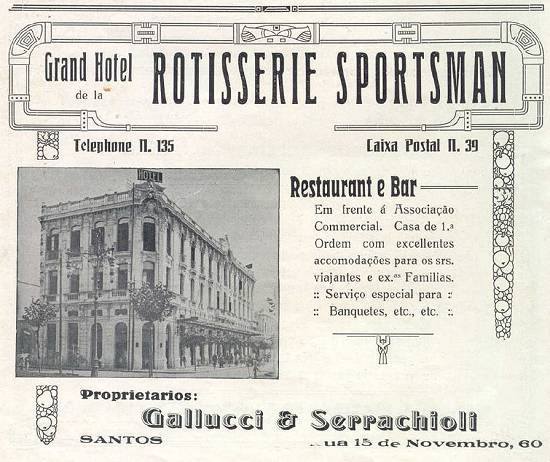 Grand Hotel
de la
ROTISSERIE SPORTSMAN
Telephone N. 135
Caixa Postal N. 39
HOTEL
Restaurant e Bar
Em frente á Associação
Commercial. Casa de 1.ª
Ordem com excellentes
accomodações para os srs.
viajantes e ex.as Familias.
:: Serviço especial para ::
:: Banquetes, etc., etc. ::
Proprietarios:
Gallucci & Serrachioli
SANTOS
ua 15 de Novembro, 60